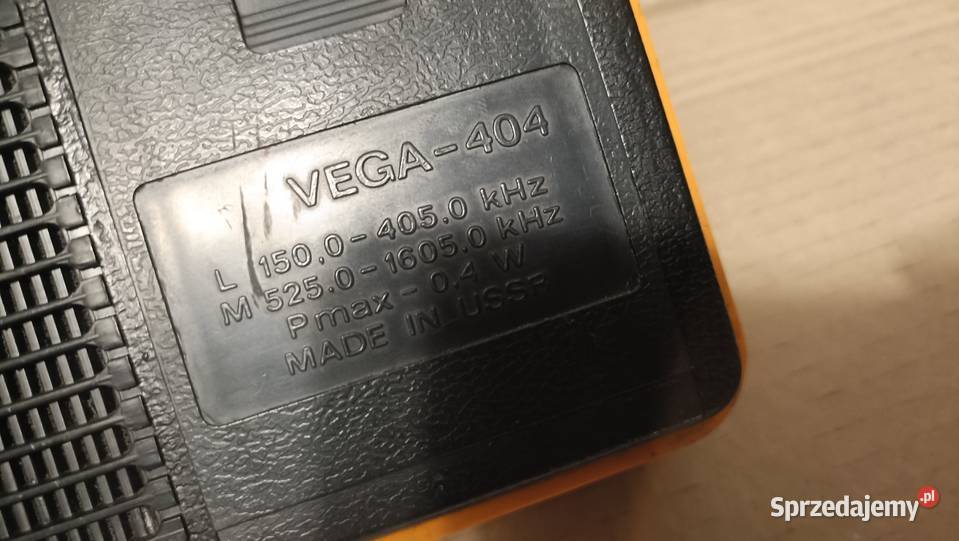 VEGA-404
L 150.0-405.0 kHz
M 525.0-1605.0 kHz
Pmax - 0.4 W
MADE IN USSR
Sprzedajemy.pl